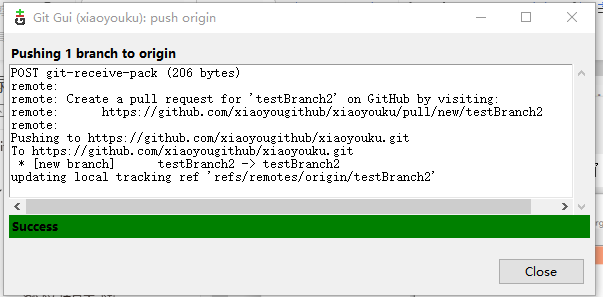 Git Gui (xiaoyouku): push origin
Pushing 1 branch to origin
POST git-receive-pack (206 bytes)
remote:
remote: Create a pull request for 'testBranch2' on GitHub by visiting:
remote:      https://github.com/xiaoyougithub/xiaoyouku/pull/new/testBranch2
remote:
Pushing to https://github.com/xiaoyougithub/xiaoyouku.git
To https://github.com/xiaoyougithub/xiaoyouku.git
 * [new branch]      testBranch2 -> testBranch2
updating local tracking ref 'refs/remotes/origin/testBranch2'
Success
Close